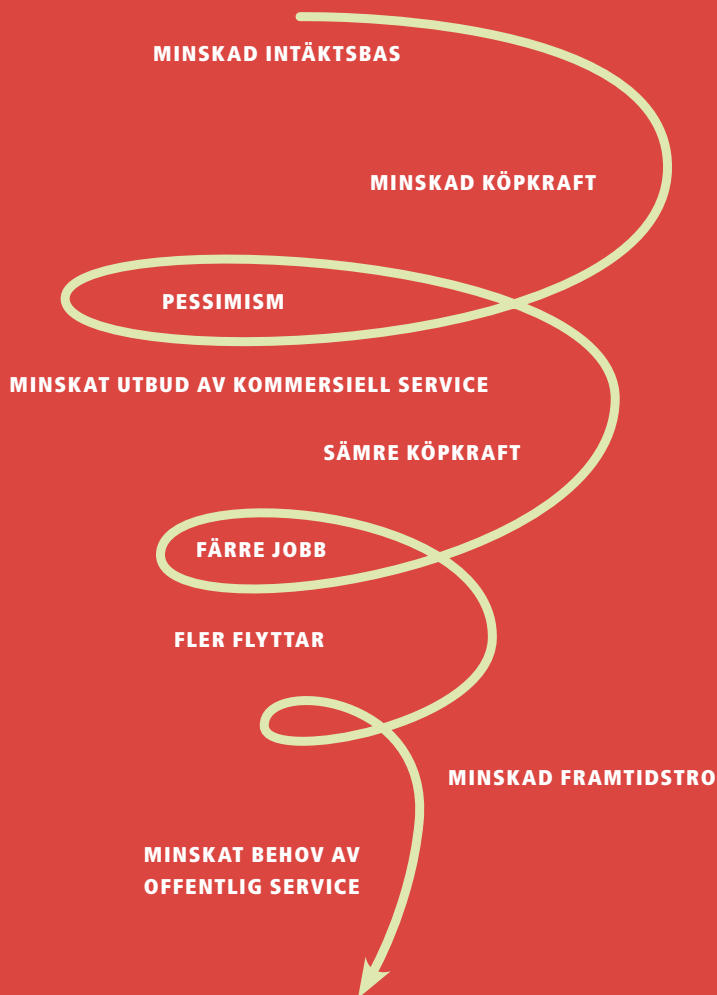 MINSKAD INTÄKTSBAS
MINSKAD KÖPKRAFT
PESSIMISM
MINSKAT UTBUD AV KOMMERSIELL SERVICE
SÄMRE KÖPKRAFT
FÄRRE JOBB
FLER FLYTTAR
MINSKAD FRAMTIDSTRO
MINSKAT BEHOV AV
OFFENTLIG SERVICE